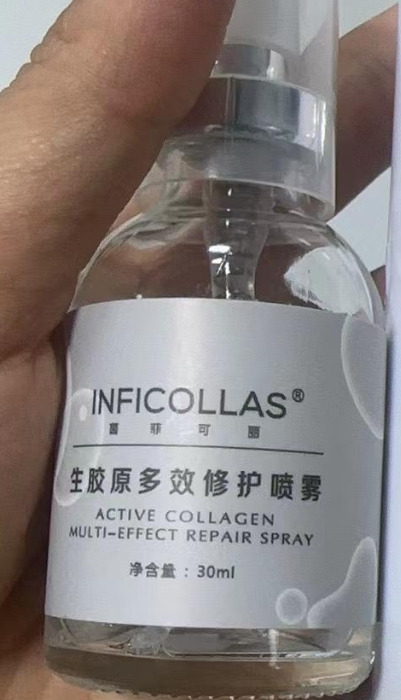 INFICOLLAS®
菲可丽
生胶原多效修护喷雾
ACTIVE COLLAGEN
MULTI-EFFECT REPAIR SPRAY
净含量：30ml